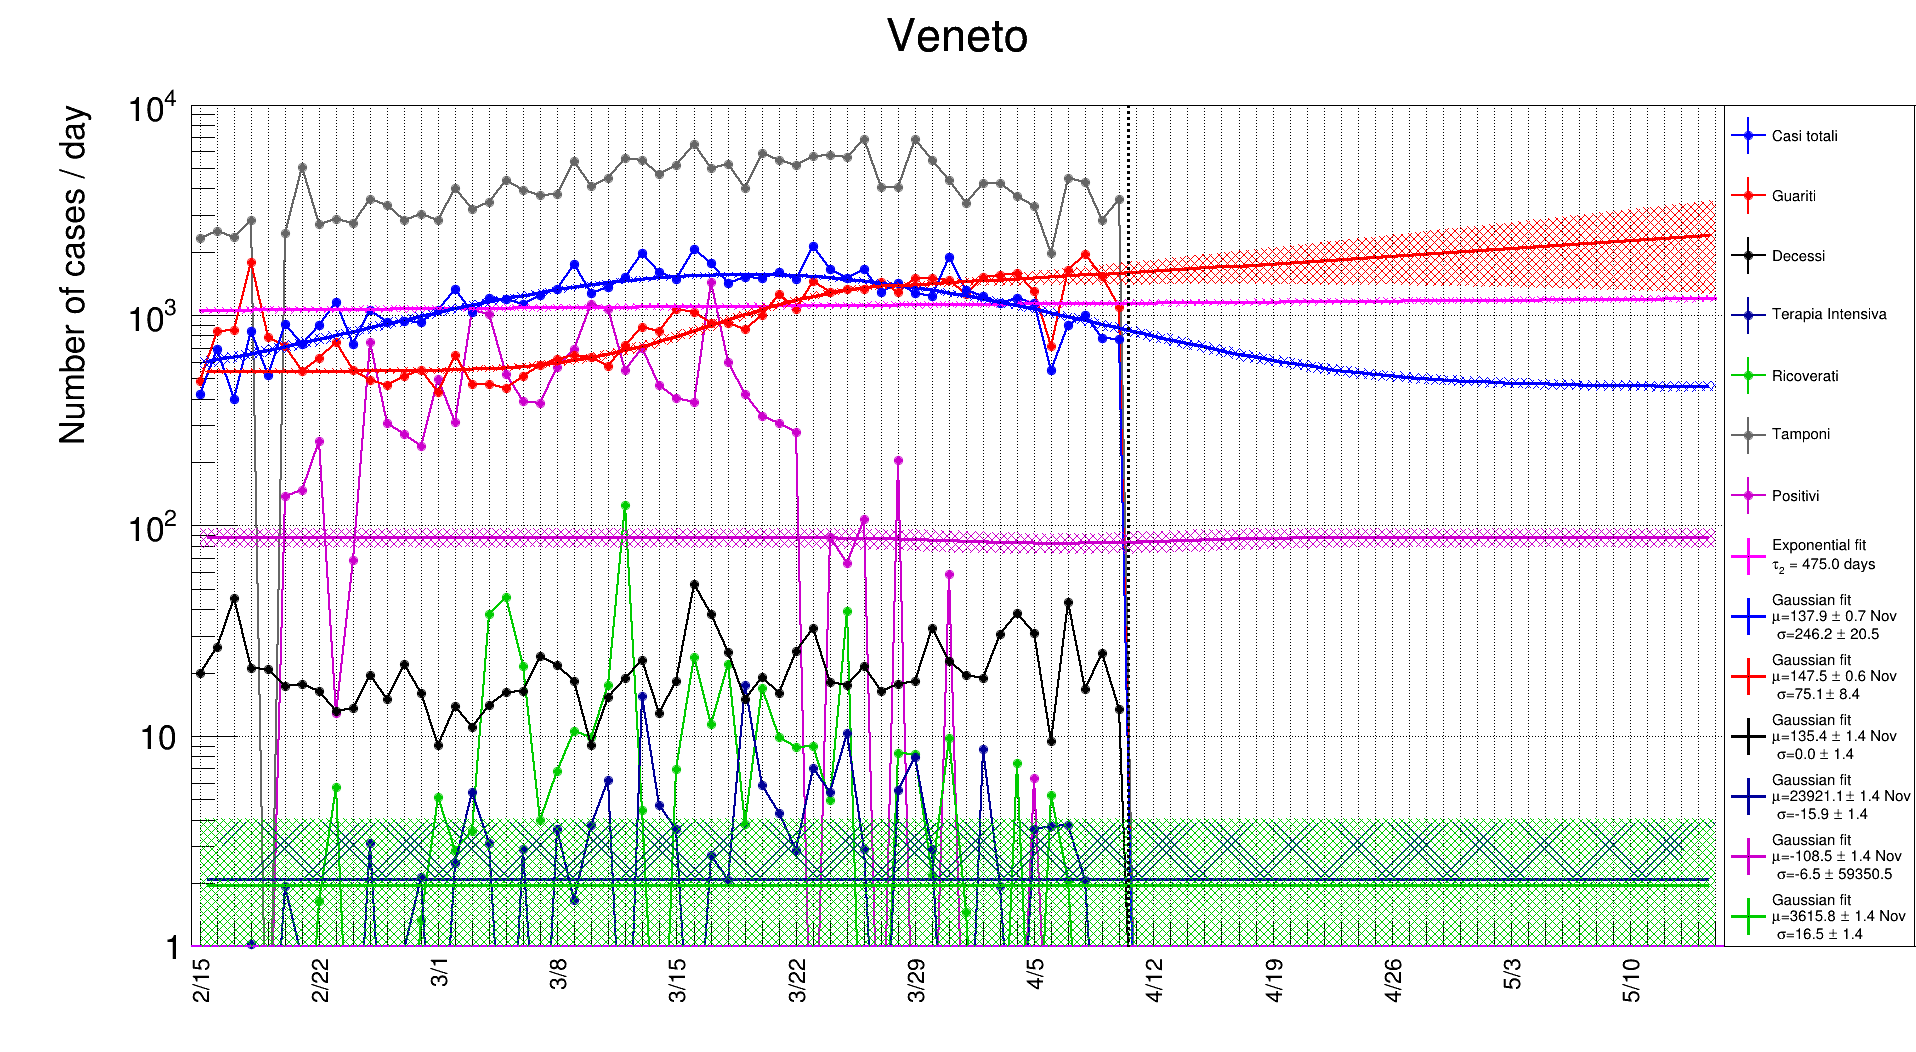 Veneto
Number of cases / day
10⁴
10³
10²
10
1
2/15
2/22
3/1
3/8
3/15
3/22
3/29
4/5
4/12
4/19
4/26
5/3
5/10
Casi totali
Guariti
Decessi
Terapia Intensiva
Ricoverati
Tamponi
Positivi
Exponential fit
τ₂ = 475.0 days
Gaussian fit
μ=137.9 ± 0.7 Nov
σ=246.2 ± 20.5
Gaussian fit
μ=147.5 ± 0.6 Nov
σ=75.1 ± 8.4
Gaussian fit
μ=135.4 ± 1.4 Nov
σ=0.0 ± 1.4
Gaussian fit
μ=23921.1 ± 1.4 Nov
σ=-15.9 ± 1.4
Gaussian fit
μ=-108.5 ± 1.4 Nov
σ=-6.5 ± 59350.5
Gaussian fit
μ=3615.8 ± 1.4 Nov
σ=16.5 ± 1.4